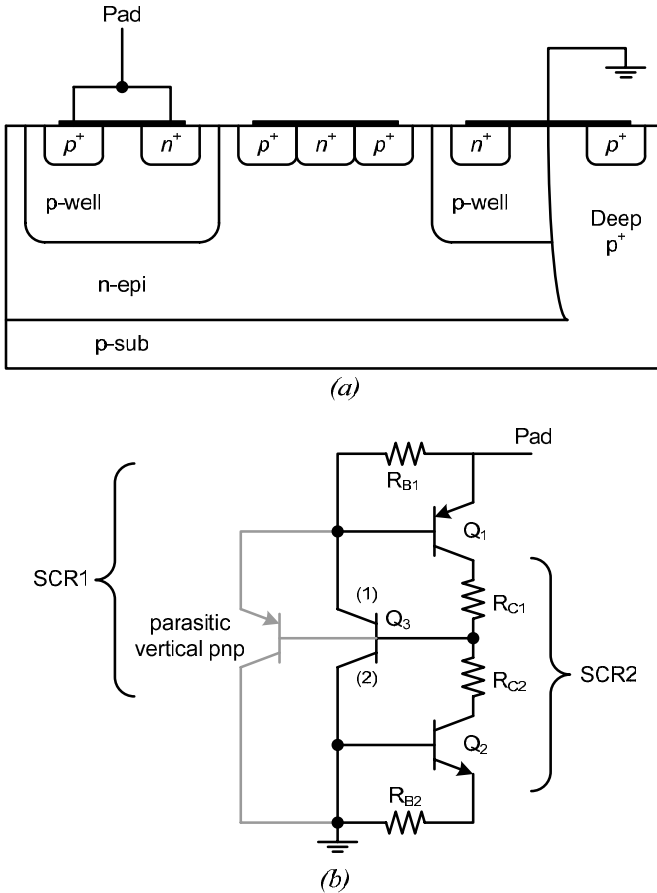 Pad
p+ n+ p+ n+ p+ n+ p+
p-well p-well
Deep
p+
n-epi
p-sub
(a)
Pad
RB1
Q1
SCR1
(1)
Q3
RC1
parasitic
vertical pnp
SCR2
(2)
RC2
Q2
RB2
(b)